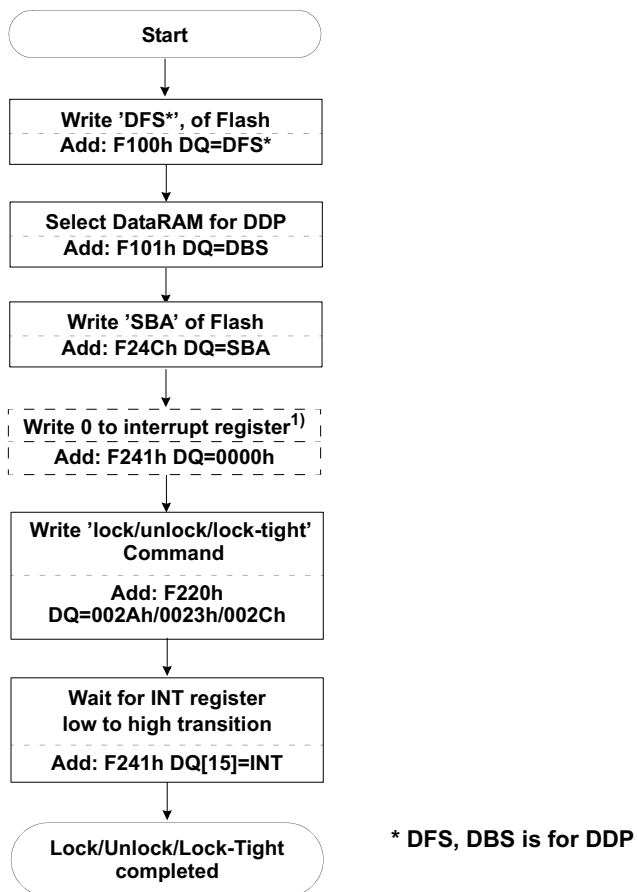 Start
Write 'DFS*', of Flash
Add: F100h DQ=DFS*
Select DataRAM for DDP
Add: F101h DQ=DBS
Write 'SBA' of Flash
Add: F24Ch DQ=SBA
Write 0 to interrupt register1)
Add: F241h DQ=0000h
Write 'lock/unlock/lock-tight'
Command
Add: F220h
DQ=002Ah/0023h/002Ch
Wait for INT register
low to high transition
Add: F241h DQ[15]=INT
Lock/Unlock/Lock-Tight
completed
* DFS, DBS is for DDP